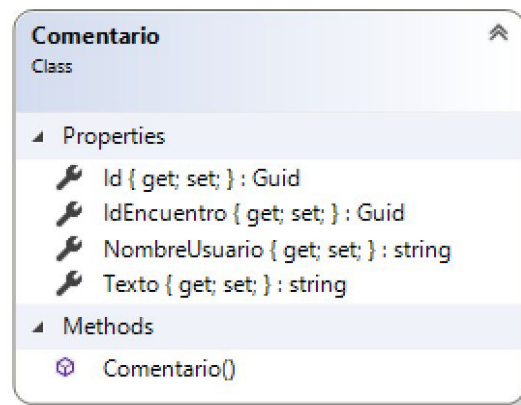 Comentario
Class
Properties
Id { get; set; } : Guid
IdEncuentro { get; set; } : Guid
NombreUsuario { get; set; } : string
Texto { get; set; } : string
Methods
Comentario()